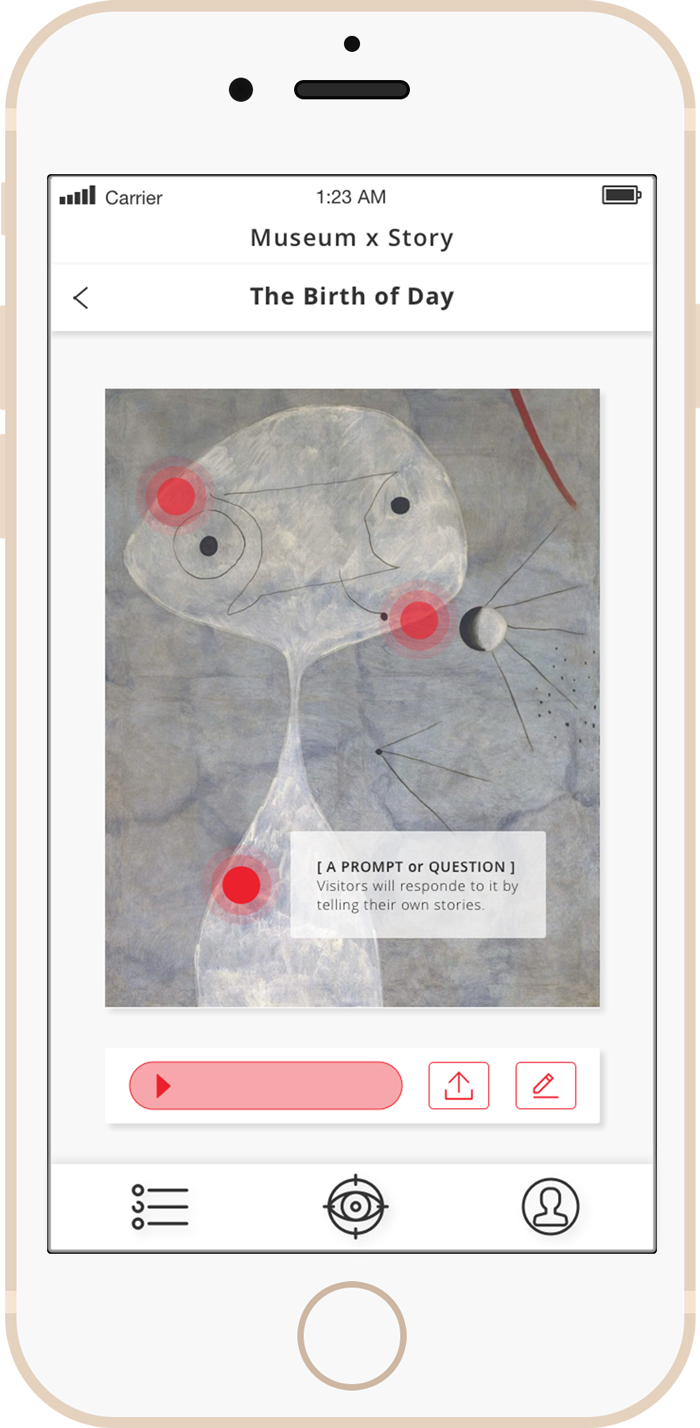 Carrier 1:23 AM
Museum x Story
The Birth of Day
[ A PROMPT or QUESTION ]
Visitors will responde to it by
telling their own stories.